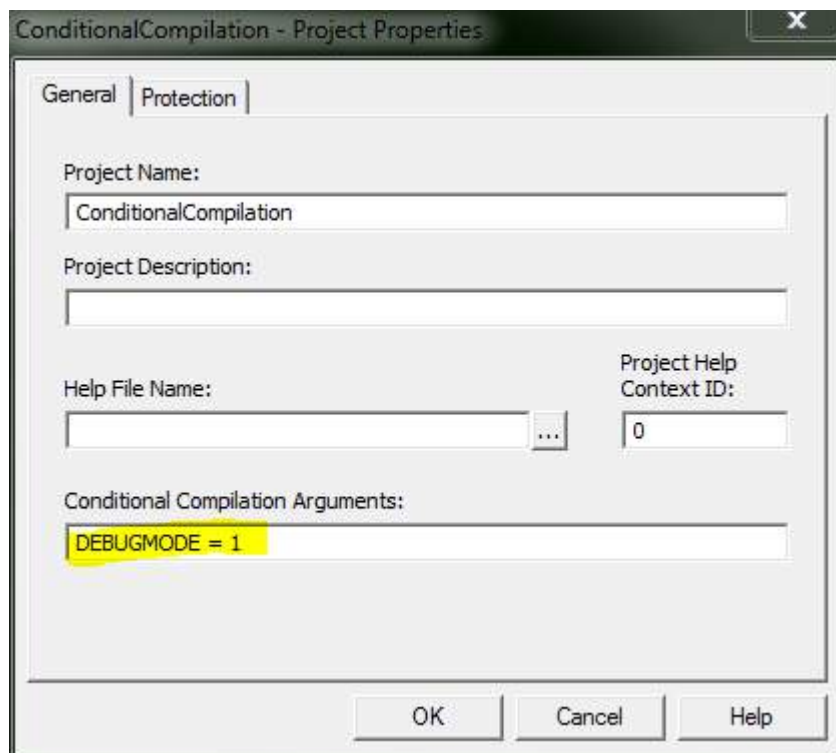 ConditionalCompilation - Project Properties
X
General
Protection
Project Name:
ConditionalCompilation
Project Description:
Project Help
Context ID:
Help File Name:
...
0
Conditional Compilation Arguments:
DEBUGMODE = 1
OK
Cancel
Help